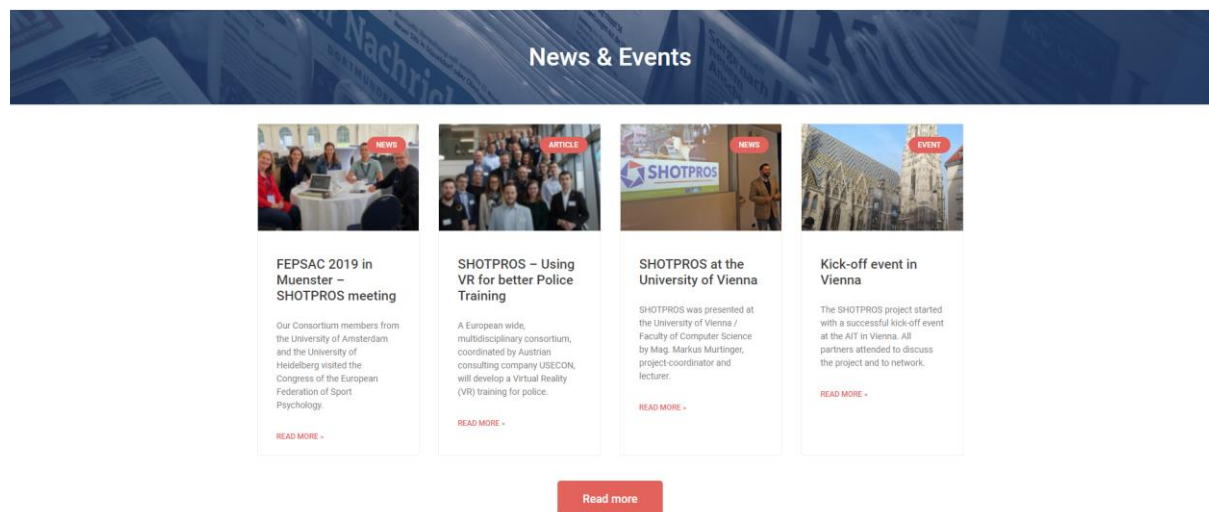 Nachrich
DORTMUNDER
News & Events
NEWS
ARTICLE
NEWS
EVENT
SHOTPROS
FEPSAC 2019 in
Muenster –
SHOTPROS meeting
Our Consortium members from
the University of Amsterdam
and the University of
Heidelberg visited the
Congress of the European
Federation of Sport
Psychology.
READ MORE »
SHOTPROS – Using
VR for better Police
Training
A European wide,
multidisciplinary consortium,
coordinated by Austrian
consulting company USECON,
will develop a Virtual Reality
(VR) training for police.
READ MORE »
SHOTPROS at the
University of Vienna
SHOTPROS was presented at
the University of Vienna /
Faculty of Computer Science
by Mag. Markus Murtinger,
project-coordinator and
lecturer.
READ MORE »
Kick-off event in
Vienna
The SHOTPROS project started
with a successful kick-off event
at the AIT in Vienna. All
partners attended to discuss
the project and to network.
READ MORE »
Read more